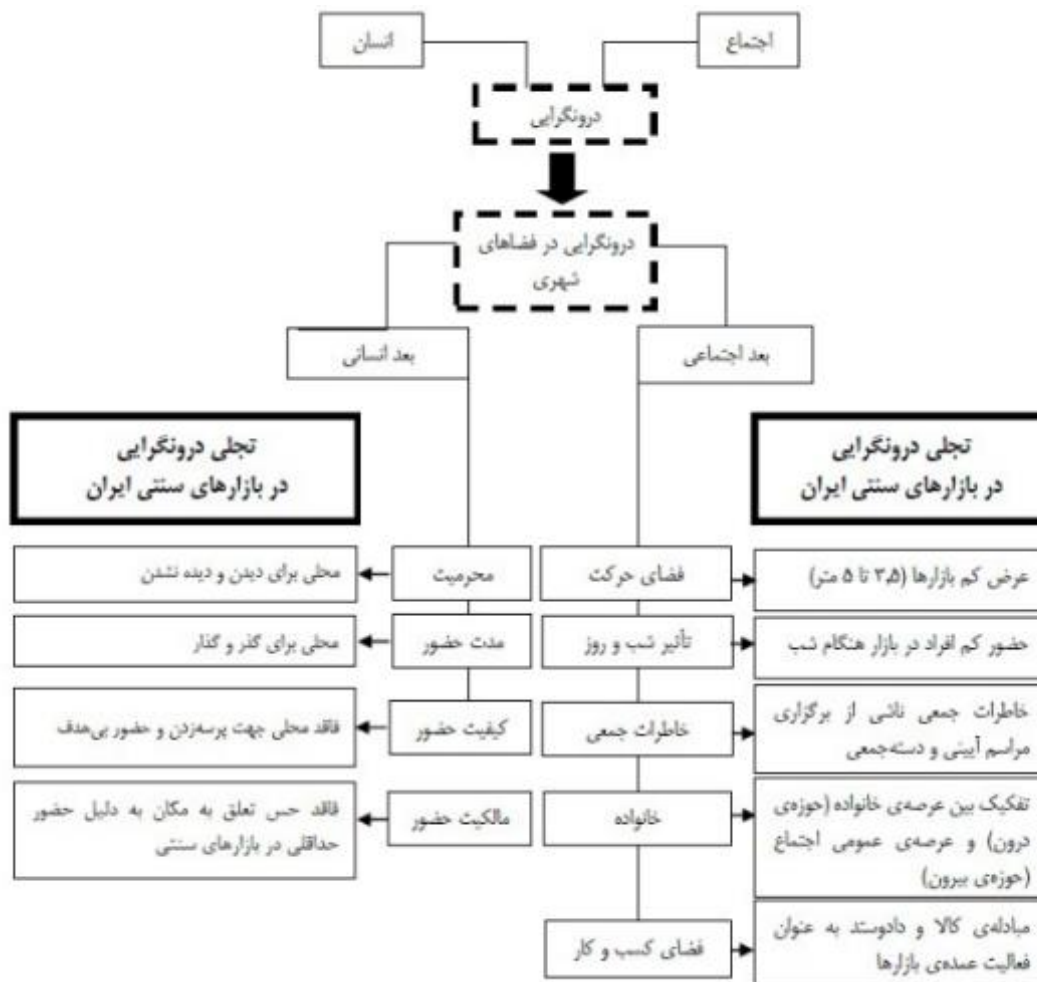 اجتماع
انسان
درونگرایی
درونگرایی در فضاهای
شهری
بعد اجتماعی
بعد انسانی
تجلی درونگرایی
در بازارهای سنتی ایران
تجلی درونگرایی
در بازارهای سنتی ایران
فضای حرکت
عرض کم بازارها (۳٫۵ تا ۵ متر)
تأثیر شب و روز
حضور کم افراد در بازار هنگام شب
خاطرات جمعی
خاطرات جمعی ناشی از برگزاری
مراسم آیینی و دسته‌جمعی
خانواده
تفکیک بین عرصه‌ی خانواده (حوزه‌ی
درون) و عرصه‌ی عمومی اجتماع
(حوزه‌ی بیرون)
فضای کسب و کار
مبادله‌ی کالا و دادوستد به عنوان
فعالیت عمده‌ی بازارها
محرمیت
محلی برای دیدن و دیده نشدن
مدت حضور
محلی برای گذر و گذار
کیفیت حضور
فاقد محلی جهت پرسه‌زدن و حضور بی‌هدف
مالکیت حضور
فاقد حس تعلق به مکان به دلیل حضور
حداقلی در بازارهای سنتی